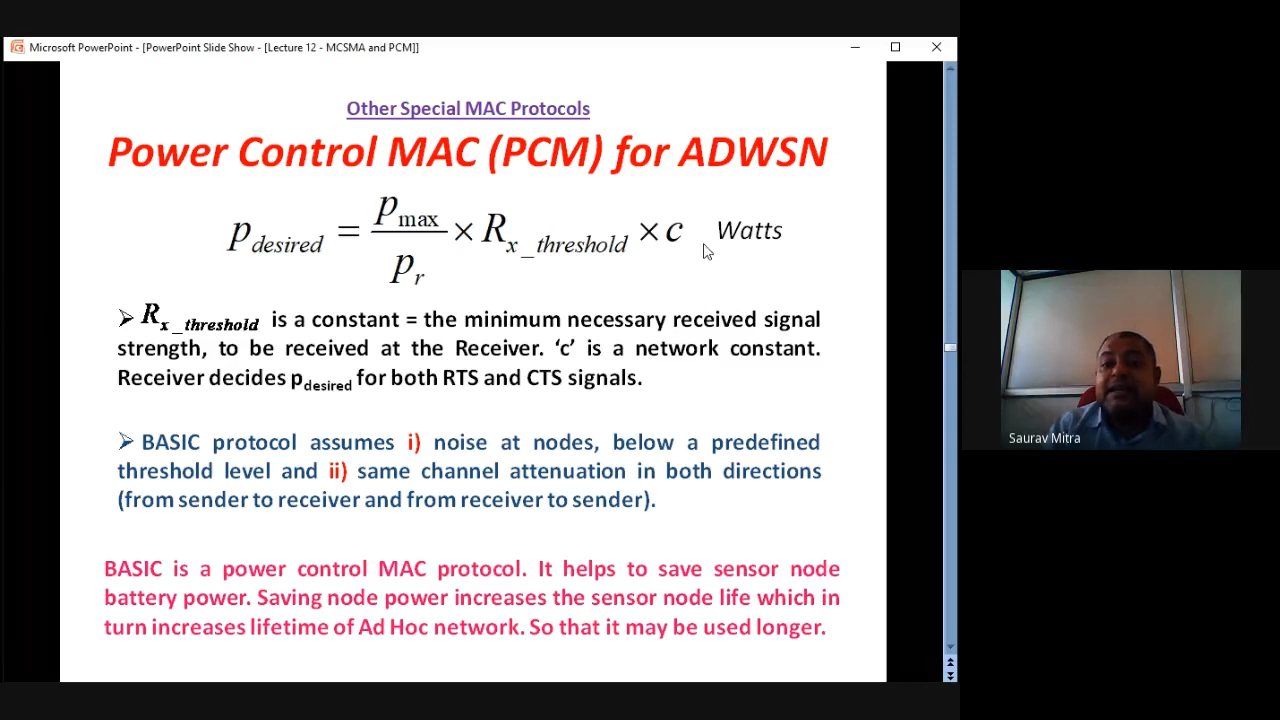 Microsoft PowerPoint - [PowerPoint Slide Show - [Lecture 12 - MCSMA and PCM]]
Other Special MAC Protocols
Power Control MAC (PCM) for ADWSN
p_desired = p_max / p_r × R_x_threshold × c Watts
➢ R_x_threshold is a constant = the minimum necessary received signal
strength, to be received at the Receiver. ‘c’ is a network constant.
Receiver decides p_desired for both RTS and CTS signals.
➢ BASIC protocol assumes i) noise at nodes, below a predefined
threshold level and ii) same channel attenuation in both directions
(from sender to receiver and from receiver to sender).
BASIC is a power control MAC protocol. It helps to save sensor node
battery power. Saving node power increases the sensor node life which in
turn increases lifetime of Ad Hoc network. So that it may be used longer.
Saurav Mitra